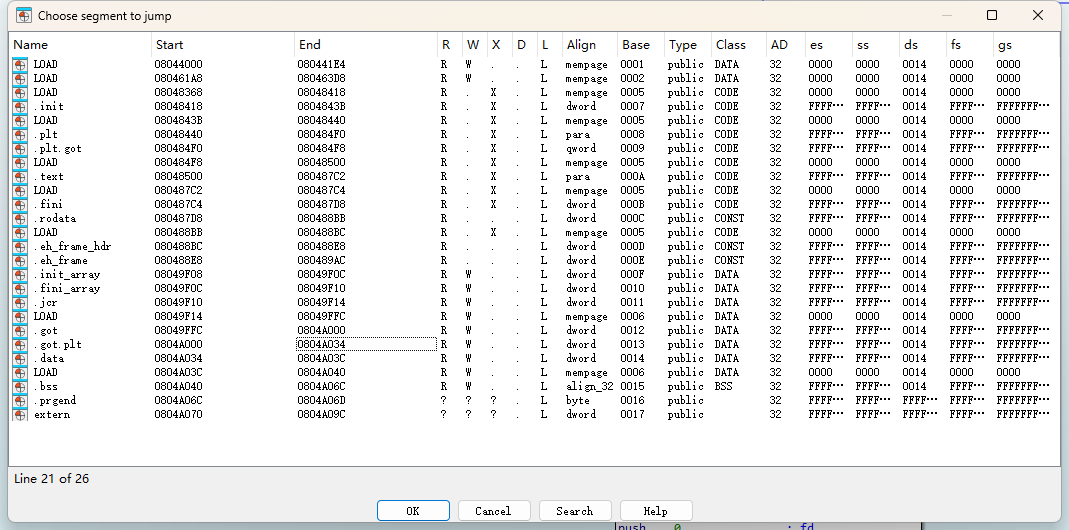 Choose segment to jump
Name Start End R W X D L Align Base Type Class AD es ss ds fs gs
LOAD 08044000 080441E4 R W . . L mempage 0001 public DATA 32 0000 0000 0014 0000 0000
LOAD 080461A8 080463D8 R W . . L mempage 0002 public DATA 32 0000 0000 0014 0000 0000
LOAD 08048368 08048418 R . X . L mempage 0005 public CODE 32 0000 0000 0014 0000 0000
.init 08048418 0804843B R . X . L dword 0007 public CODE 32 FFFF… FFFF… 0014 FFFF… FFFFFFF…
LOAD 0804843B 08048440 R . X . L mempage 0005 public CODE 32 0000 0000 0014 0000 0000
.plt 08048440 080484F0 R . X . L para 0008 public CODE 32 FFFF… FFFF… 0014 FFFF… FFFFFFF…
.plt.got 080484F0 080484F8 R . X . L qword 0009 public CODE 32 FFFF… FFFF… 0014 FFFF… FFFFFFF…
LOAD 080484F8 08048500 R . X . L mempage 0005 public CODE 32 0000 0000 0014 0000 0000
.text 08048500 080487C2 R . X . L para 000A public CODE 32 FFFF… FFFF… 0014 FFFF… FFFFFFF…
LOAD 080487C2 080487C4 R . X . L mempage 0005 public CODE 32 0000 0000 0014 0000 0000
.fini 080487C4 080487D8 R . X . L dword 000B public CODE 32 FFFF… FFFF… 0014 FFFF… FFFFFFF…
.rodata 080487D8 080488BB R . . . L dword 000C public CONST 32 FFFF… FFFF… 0014 FFFF… FFFFFFF…
LOAD 080488BB 080488BC R . X . L mempage 0005 public CODE 32 0000 0000 0014 0000 0000
.eh_frame_hdr 080488BC 080488E8 R . . . L dword 000D public CONST 32 FFFF… FFFF… 0014 FFFF… FFFFFFF…
.eh_frame 080488E8 080489AC R . . . L dword 000E public CONST 32 FFFF… FFFF… 0014 FFFF… FFFFFFF…
.init_array 08049F08 08049F0C R W . . L dword 000F public DATA 32 FFFF… FFFF… 0014 FFFF… FFFFFFF…
.fini_array 08049F0C 08049F10 R W . . L dword 0010 public DATA 32 FFFF… FFFF… 0014 FFFF… FFFFFFF…
.jcr 08049F10 08049F14 R W . . L dword 0011 public DATA 32 FFFF… FFFF… 0014 FFFF… FFFFFFF…
LOAD 08049F14 08049FFC R W . . L mempage 0006 public DATA 32 0000 0000 0014 0000 0000
.got 08049FFC 0804A000 R W . . L dword 0012 public DATA 32 FFFF… FFFF… 0014 FFFF… FFFFFFF…
.got.plt 0804A000 0804A034 R W . . L dword 0013 public DATA 32 FFFF… FFFF… 0014 FFFF… FFFFFFF…
.data 0804A034 0804A03C R W . . L dword 0014 public DATA 32 FFFF… FFFF… 0014 FFFF… FFFFFFF…
LOAD 0804A03C 0804A040 R W . . L mempage 0006 public DATA 32 0000 0000 0014 0000 0000
.bss 0804A040 0804A06C R W . . L align_32 0015 public BSS 32 FFFF… FFFF… 0014 FFFF… FFFFFFF…
.prgend 0804A06C 0804A06D ? ? ? . L byte 0016 public 32 FFFF… FFFF… FFFF… FFFF… FFFFFFF…
extern 0804A070 0804A09C ? ? ? . L dword 0017 public 32 FFFF… FFFF… FFFF… FFFF… FFFFFFF…
Line 21 of 26
OK Cancel Search Help
push 0 ; fd